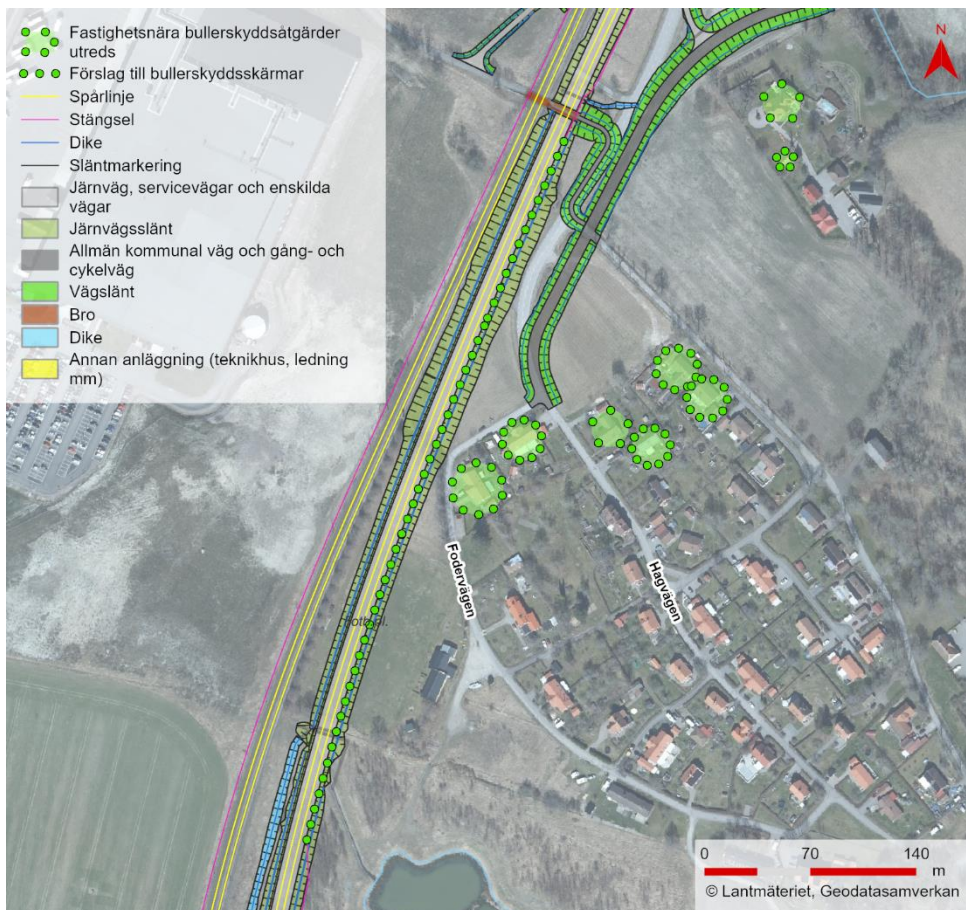 Fastighetsnära bullerskyddsåtgärder
utreds
Förslag till bullerskyddsskärmar
Spårlinje
Stängsel
Dike
Släntmarkering
Järnväg, servicevägar och enskilda
vägar
Järnvägsslänt
Allmän kommunal väg och gång- och
cykelväg
Vägslänt
Bro
Dike
Annan anläggning (teknikhus, ledning
mm)
N
Fodervägen
Hagvägen
0 70 140
m
© Lantmäteriet, Geodatasamverkan